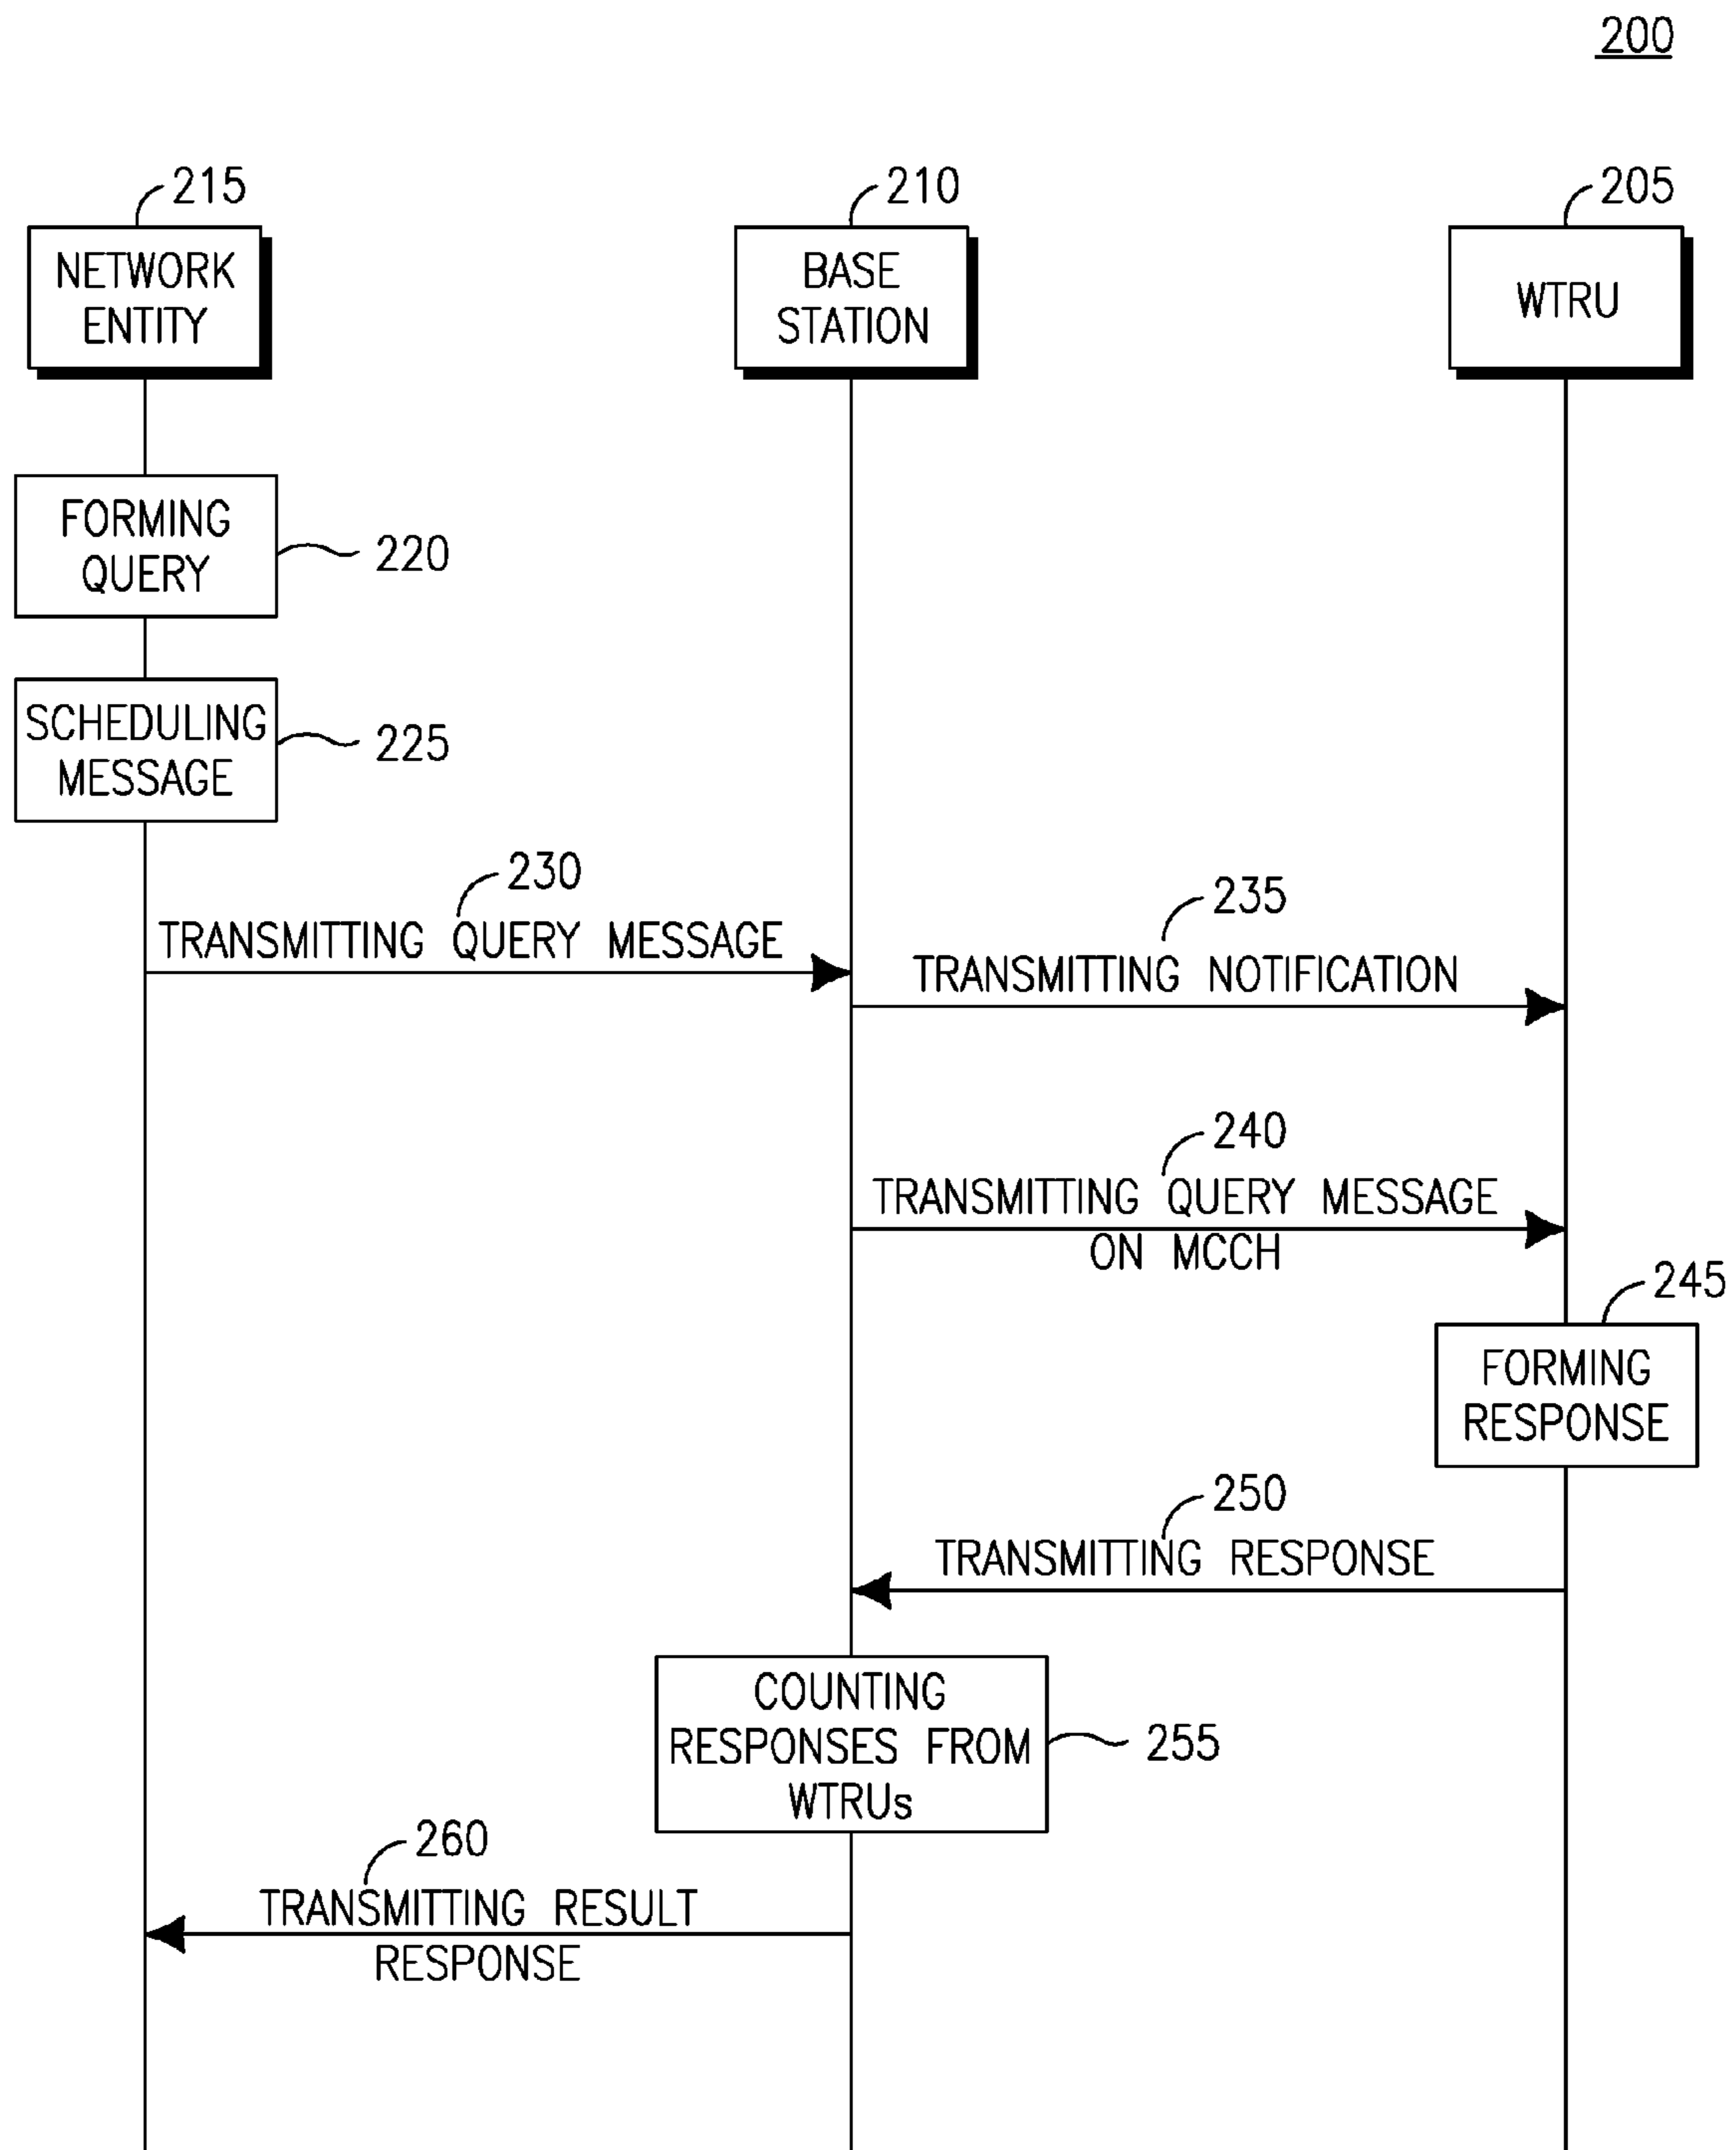 200
215
210
205
NETWORK
ENTITY
BASE
STATION
WTRU
FORMING
QUERY
220
SCHEDULING
MESSAGE
225
230
TRANSMITTING QUERY MESSAGE
235
TRANSMITTING NOTIFICATION
240
TRANSMITTING QUERY MESSAGE
ON MCCH
245
FORMING
RESPONSE
250
TRANSMITTING RESPONSE
COUNTING
RESPONSES FROM
WTRUs
255
260
TRANSMITTING RESULT
RESPONSE